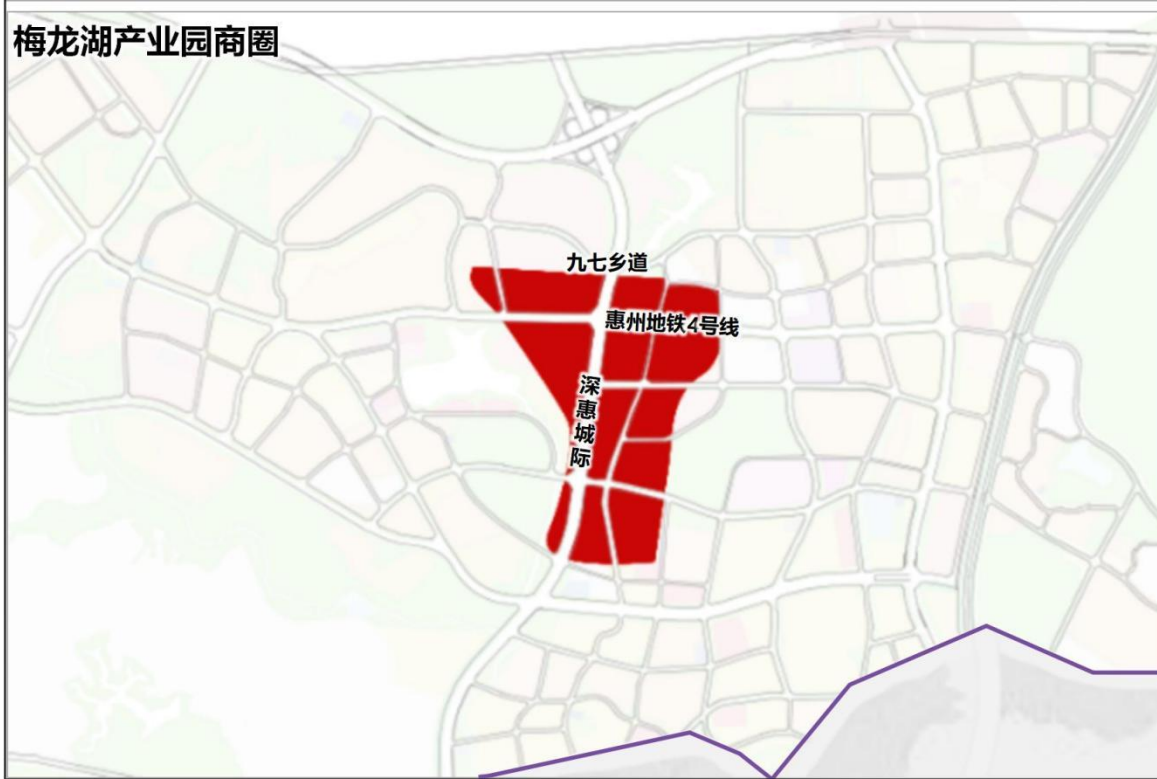 梅龙湖产业园商圈
九七乡道
惠州地铁4号线
深惠城际